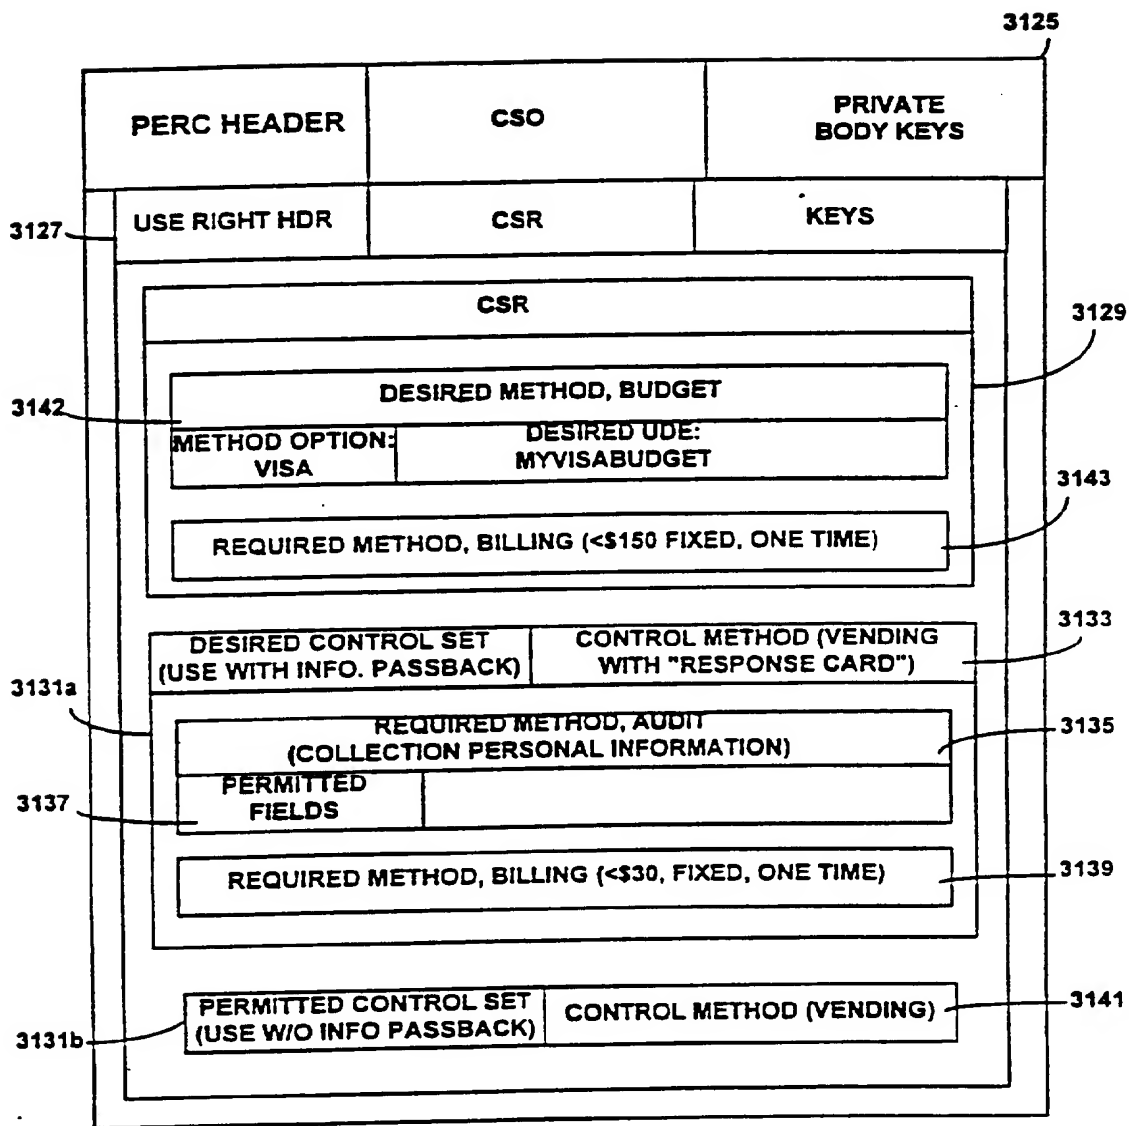 3125
PERC HEADER
CSO
PRIVATE
BODY KEYS
3127
USE RIGHT HDR
CSR
KEYS
CSR
3129
DESIRED METHOD, BUDGET
3142
METHOD OPTION:
VISA
DESIRED UDE:
MYVISABUDGET
3143
REQUIRED METHOD, BILLING (<$150 FIXED, ONE TIME)
3133
DESIRED CONTROL SET
(USE WITH INFO. PASSBACK)
CONTROL METHOD (VENDING
WITH "RESPONSE CARD")
3131a
REQUIRED METHOD, AUDIT
(COLLECTION PERSONAL INFORMATION)
3135
3137
PERMITTED
FIELDS
REQUIRED METHOD, BILLING (<$30, FIXED, ONE TIME)
3139
PERMITTED CONTROL SET
(USE W/O INFO PASSBACK)
CONTROL METHOD (VENDING)
3141
3131b